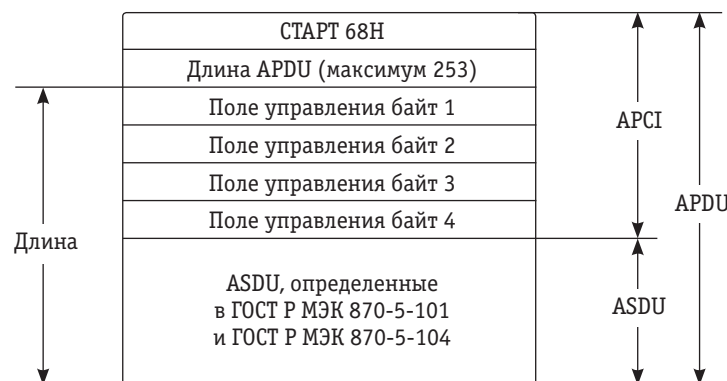 СТАРТ 68H
Длина APDU (максимум 253)
Поле управления байт 1
Поле управления байт 2
Поле управления байт 3
Поле управления байт 4
ASDU, определенные
в ГОСТ Р МЭК 870-5-101
и ГОСТ Р МЭК 870-5-104
Длина
APCI
ASDU
APDU